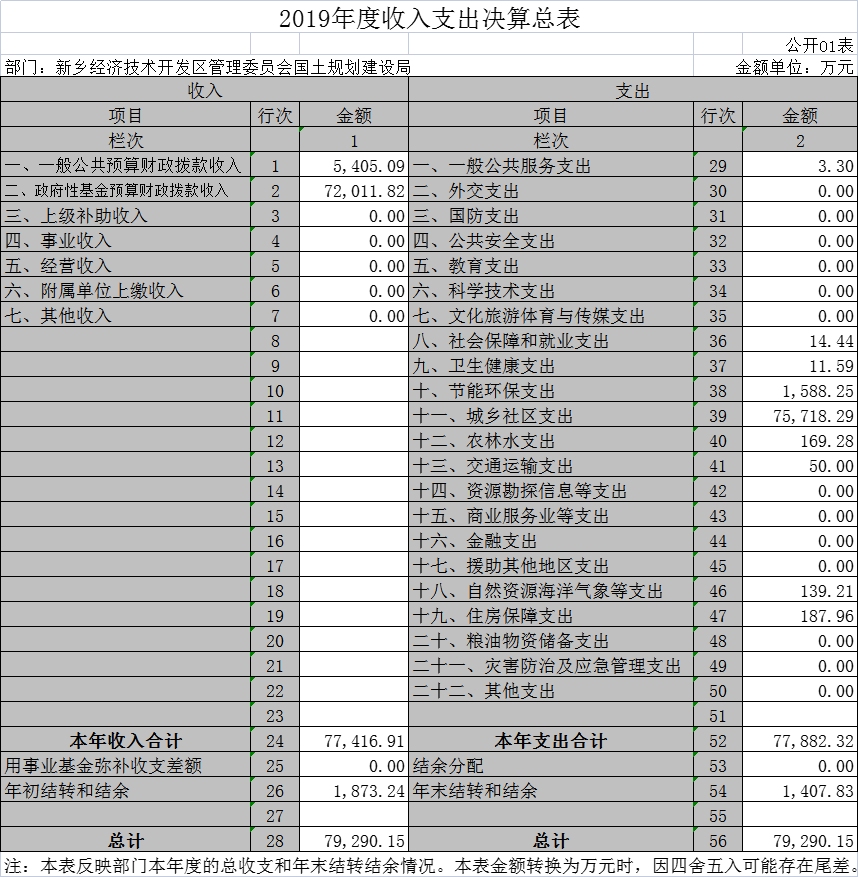 2019年度收入支出决算总表
公开01表
部门：新乡经济技术开发区管理委员会国土规划建设局 金额单位：万元
收入 支出
项目 行次 金额 项目 行次 金额
栏次 1 栏次 2
一、一般公共预算财政拨款收入 1 5,405.09 一、一般公共服务支出 29 3.30
二、政府性基金预算财政拨款收入 2 72,011.82 二、外交支出 30 0.00
三、上级补助收入 3 0.00 三、国防支出 31 0.00
四、事业收入 4 0.00 四、公共安全支出 32 0.00
五、经营收入 5 0.00 五、教育支出 33 0.00
六、附属单位上缴收入 6 0.00 六、科学技术支出 34 0.00
七、其他收入 7 0.00 七、文化旅游体育与传媒支出 35 0.00
8 八、社会保障和就业支出 36 14.44
9 九、卫生健康支出 37 11.59
10 十、节能环保支出 38 1,588.25
11 十一、城乡社区支出 39 75,718.29
12 十二、农林水支出 40 169.28
13 十三、交通运输支出 41 50.00
14 十四、资源勘探信息等支出 42 0.00
15 十五、商业服务业等支出 43 0.00
16 十六、金融支出 44 0.00
17 十七、援助其他地区支出 45 0.00
18 十八、自然资源海洋气象等支出 46 139.21
19 十九、住房保障支出 47 187.96
20 二十、粮油物资储备支出 48 0.00
21 二十一、灾害防治及应急管理支出 49 0.00
22 二十二、其他支出 50 0.00
23 51
本年收入合计 24 77,416.91 本年支出合计 52 77,882.32
用事业基金弥补收支差额 25 0.00 结余分配 53 0.00
年初结转和结余 26 1,873.24 年末结转和结余 54 1,407.83
27 55
总计 28 79,290.15 总计 56 79,290.15
注：本表反映部门本年度的总收支和年末结转结余情况。本表金额转换为万元时，因四舍五入可能存在尾差。